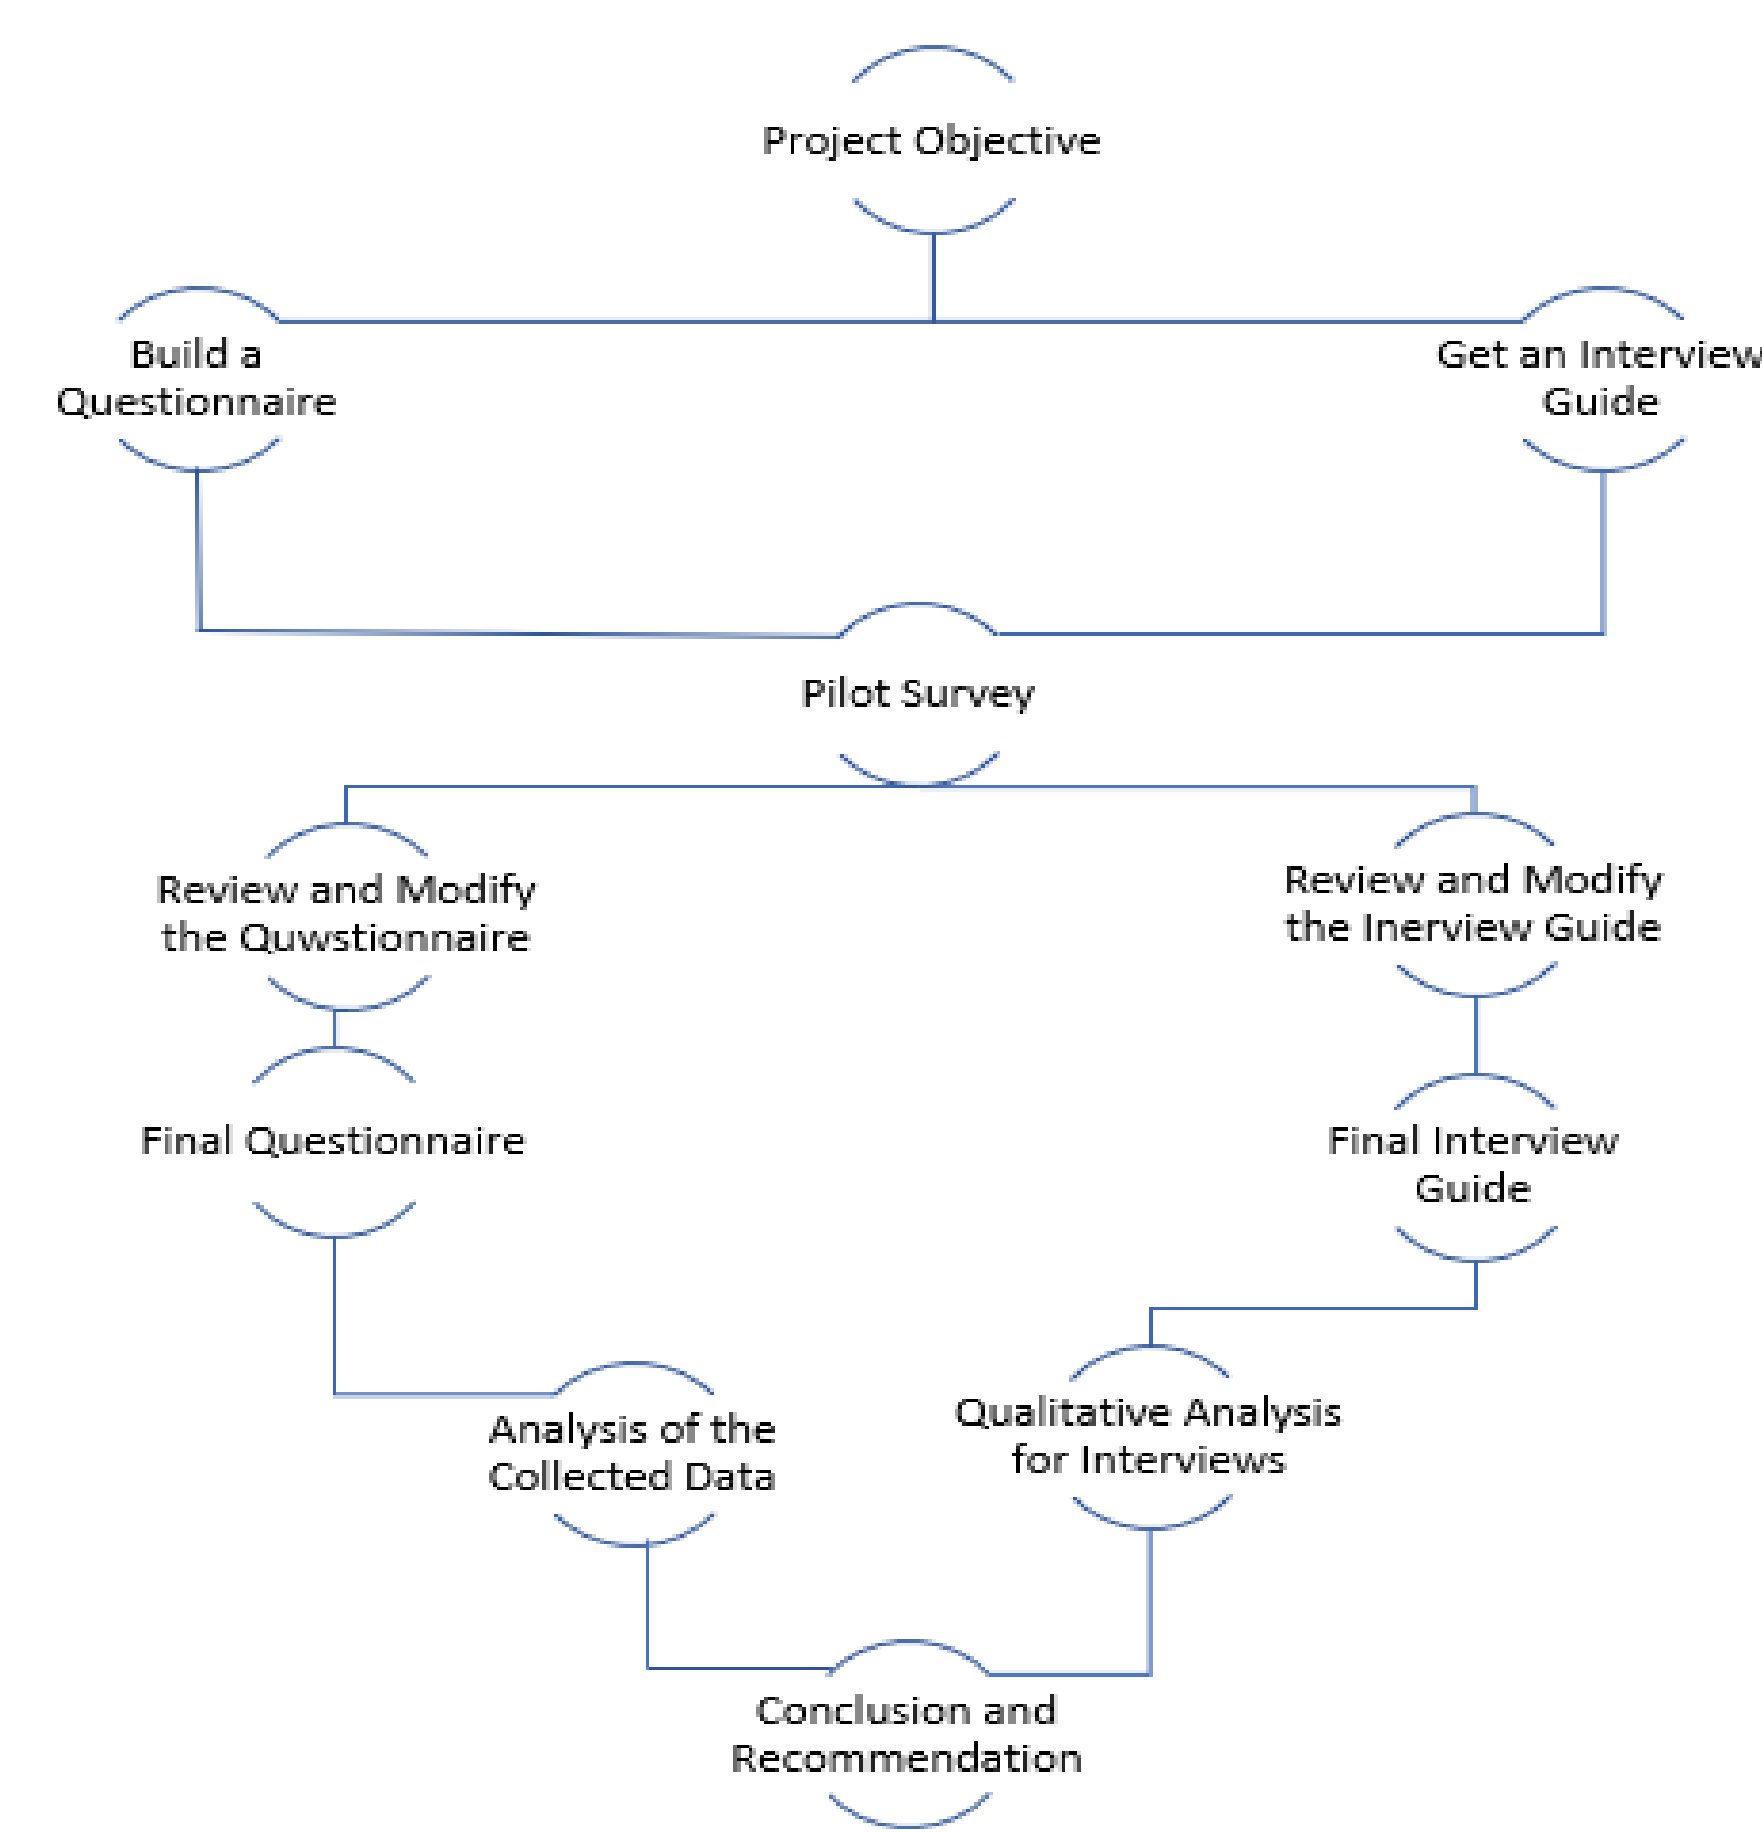 Project Objective
Build a
Questionnaire
Get an Interview
Guide
Pilot Survey
Review and Modify
the Quwstionnaire
Review and Modify
the Inerview Guide
Final Questionnaire
Final Interview
Guide
Analysis of the
Collected Data
Qualitative Analysis
for Interviews
Conclusion and
Recommendation